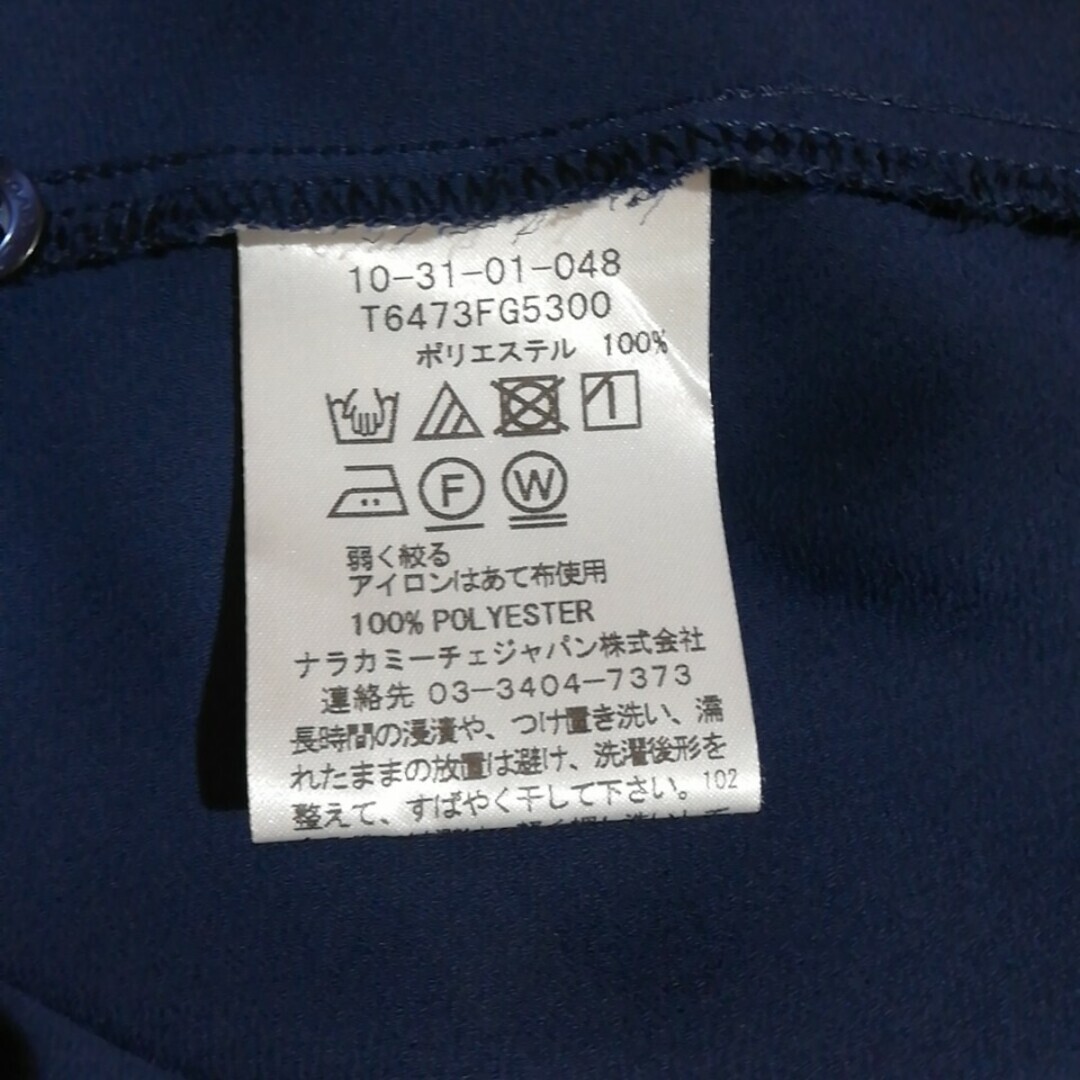 10-31-01-048
T6473FG5300
ポリエステル 100%
F W
弱く絞る
アイロンはあて布使用
100% POLYESTER
ナラカミーチェジャパン株式会社
連絡先 03-3404-7373
長時間の浸漬や、つけ置き洗い、濡
れたままの放置は避け、洗濯後形を
整えて、すばやく干して下さい。102